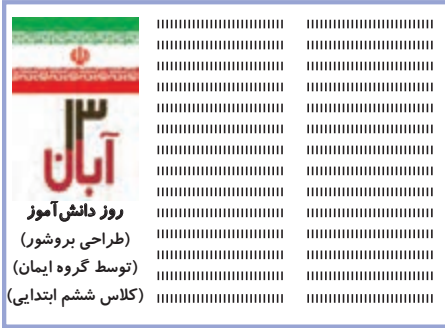 ۱۳
آبان
روز دانش‌آموز
(طراحی بروشور)
(توسط گروه ایمان)
(کلاس ششم ابتدایی)